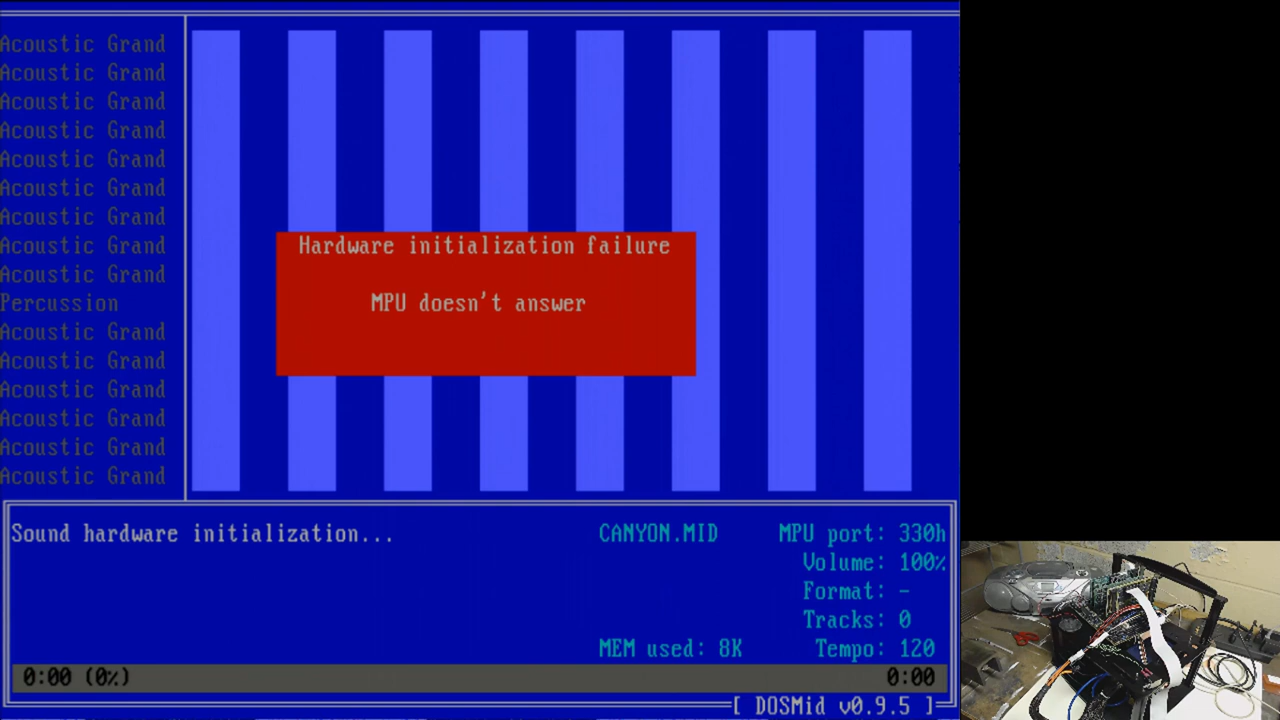 Acoustic Grand
Acoustic Grand
Acoustic Grand
Acoustic Grand
Acoustic Grand
Acoustic Grand
Acoustic Grand
Acoustic Grand
Acoustic Grand
Percussion
Acoustic Grand
Acoustic Grand
Acoustic Grand
Acoustic Grand
Acoustic Grand
Acoustic Grand
Hardware initialization failure
MPU doesn't answer
Sound hardware initialization... CANYON.MID MPU port: 330h
Volume: 100%
Format: -
Tracks: 0
MEM used: 8K Tempo: 120
0:00 (0%) 0:00
[ DOSMid v0.9.5 ]